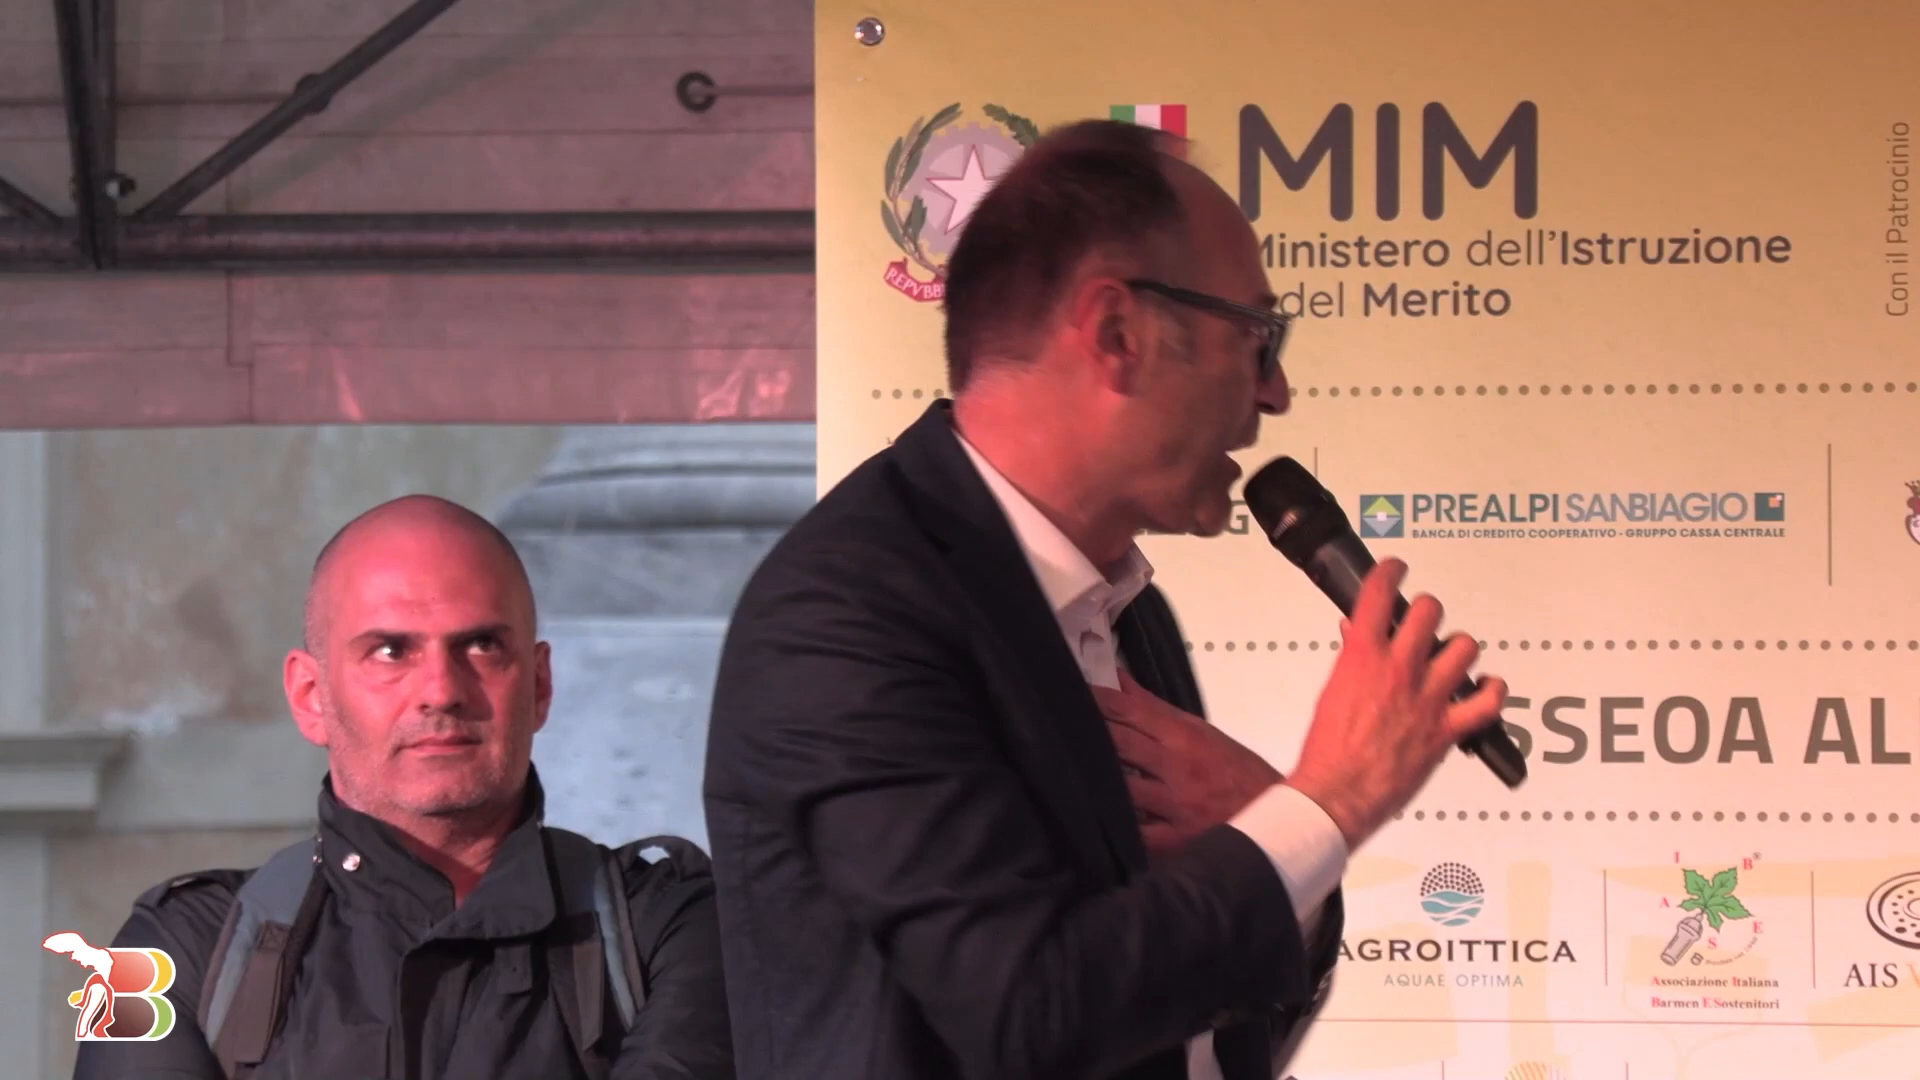 MIM
Con il Patrocinio
Ministero dell'Istruzione
del Merito
REPVBB
PREALPI SANBIAGIO
BANCA DI CREDITO COOPERATIVO - GRUPPO CASSA CENTRALE
SSEOA AL
AGROITTICA
AQUAE OPTIMA
A I B E S
Associazione Italiana
Barmen E Sostenitori
AIS
B